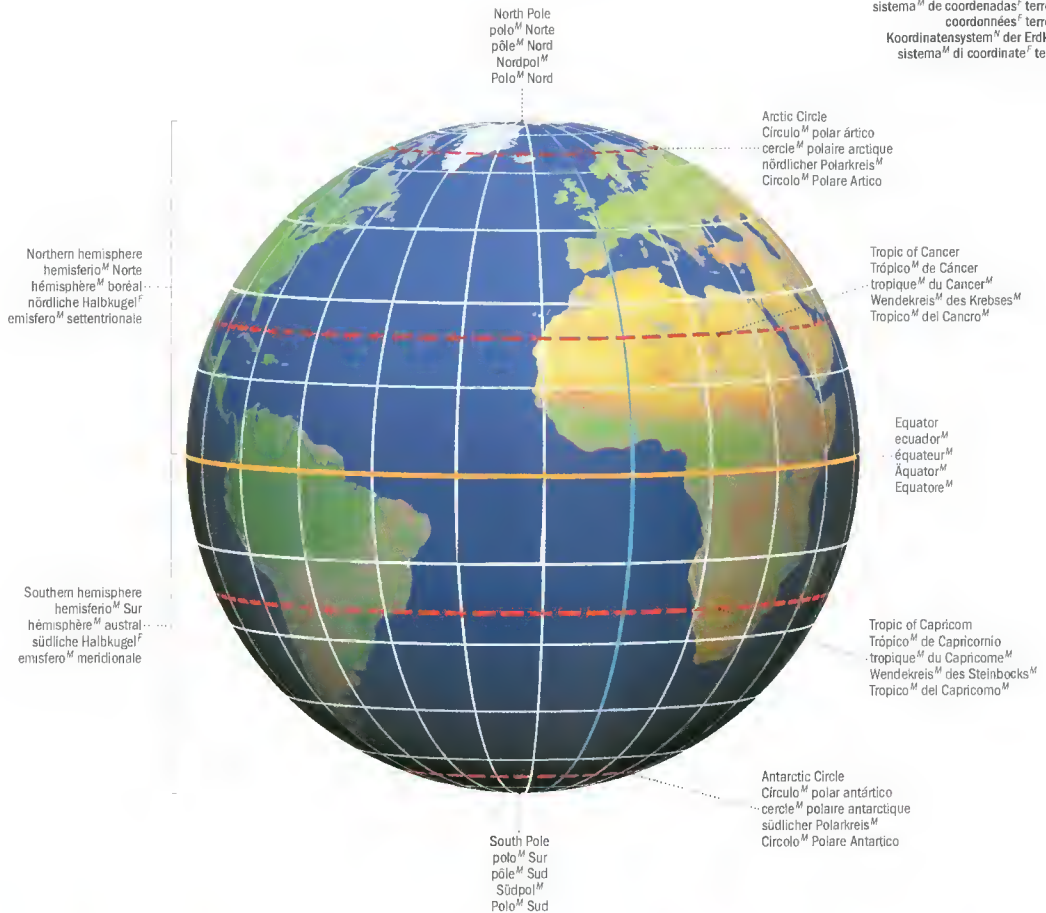 North Pole
polo^M Norte
pôle^M Nord
Nordpol^M
Polo^M Nord
sistema^M de coordenadas^F
coordonnées^F
Koordinatensystem^N der
sistema^M di coordinate^F
Arctic Circle
Círculo^M polar ártico
cercle^M polaire arctique
nördlicher Polarkreis^M
Circolo^M Polare Artico
Northern hemisphere
hemisferio^M Norte
hémisphère^M boréal
nördliche Halbkugel^F
emisfero^M settentrionale
Tropic of Cancer
Trópico^M de Cáncer
tropique^M du Cancer^M
Wendekreis^M des Krebses^M
Tropico^M del Cancro^M
Equator
ecuador^M
équateur^M
Äquator^M
Equatore^M
Southern hemisphere
hemisferio^M Sur
hémisphère^M austral
südliche Halbkugel^F
emisfero^M meridionale
Tropic of Capricorn
Trópico^M de Capricornio
tropique^M du Capricorne^M
Wendekreis^M des Steinbocks^M
Tropico^M del Capricorno^M
Antarctic Circle
Círculo^M polar antártico
cercle^M polaire antarctique
südlicher Polarkreis^M
Circolo^M Polare Antartico
South Pole
polo^M Sur
pôle^M Sud
Südpol^M
Polo^M Sud